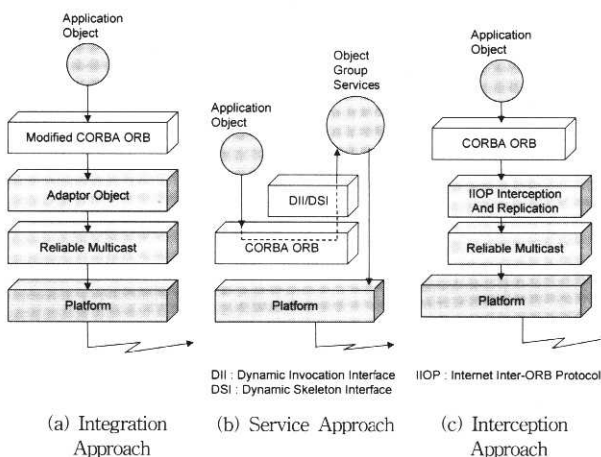 Application
Object
Modified CORBA ORB
Adaptor Object
Reliable Multicast
Platform
(a) Integration
Approach
Object
Group
Services
Application
Object
DII/DSI
CORBA ORB
Platform
DII : Dynamic Invocation Interface
DSI : Dynamic Skeleton Interface
(b) Service Approach
Application
Object
CORBA ORB
IIOP Interception
And Replication
Reliable Multicast
Platform
IIOP : Internet Inter-ORB Protocol
(c) Interception
Approach